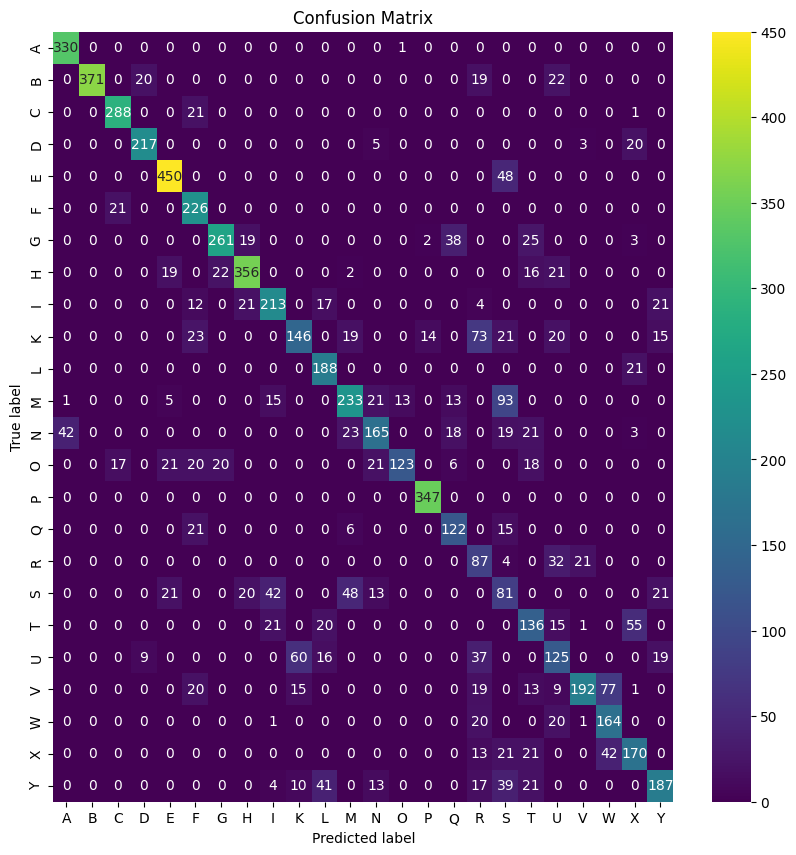 Confusion Matrix
True label
A 330 0 0 0 0 0 0 0 0 0 0 0 0 1 0 0 0 0 0 0 0 0 0 0
B 0 371 0 20 0 0 0 0 0 0 0 0 0 0 0 0 19 0 0 22 0 0 0 0
C 0 0 288 0 0 21 0 0 0 0 0 0 0 0 0 0 0 0 0 0 0 0 1 0
D 0 0 0 217 0 0 0 0 0 0 0 0 5 0 0 0 0 0 0 0 3 0 20 0
E 0 0 0 0 450 0 0 0 0 0 0 0 0 0 0 0 0 48 0 0 0 0 0 0
F 0 0 21 0 0 226 0 0 0 0 0 0 0 0 0 0 0 0 0 0 0 0 0 0
G 0 0 0 0 0 0 261 19 0 0 0 0 0 0 2 38 0 0 25 0 0 0 3 0
H 0 0 0 0 19 0 22 356 0 0 0 2 0 0 0 0 0 0 16 21 0 0 0 0
I 0 0 0 0 0 12 0 21 213 0 17 0 0 0 0 0 4 0 0 0 0 0 0 21
K 0 0 0 0 0 23 0 0 0 146 0 19 0 0 14 0 73 21 0 20 0 0 0 15
L 0 0 0 0 0 0 0 0 0 0 188 0 0 0 0 0 0 0 0 0 0 0 21 0
M 1 0 0 0 5 0 0 0 15 0 0 233 21 13 0 13 0 93 0 0 0 0 0 0
N 42 0 0 0 0 0 0 0 0 0 0 23 165 0 0 18 0 19 21 0 0 0 3 0
O 0 0 17 0 21 20 20 0 0 0 0 0 21 123 0 6 0 0 18 0 0 0 0 0
P 0 0 0 0 0 0 0 0 0 0 0 0 0 0 347 0 0 0 0 0 0 0 0 0
Q 0 0 0 0 0 21 0 0 0 0 0 6 0 0 0 122 0 15 0 0 0 0 0 0
R 0 0 0 0 0 0 0 0 0 0 0 0 0 0 0 0 87 4 0 32 21 0 0 0
S 0 0 0 0 21 0 0 20 42 0 0 48 13 0 0 0 0 81 0 0 0 0 0 21
T 0 0 0 0 0 0 0 0 21 0 20 0 0 0 0 0 0 0 136 15 1 0 55 0
U 0 0 0 9 0 0 0 0 0 60 16 0 0 0 0 0 37 0 0 125 0 0 0 19
V 0 0 0 0 0 20 0 0 0 15 0 0 0 0 0 0 19 0 13 9 192 77 1 0
W 0 0 0 0 0 0 0 0 1 0 0 0 0 0 0 0 20 0 0 20 1 164 0 0
X 0 0 0 0 0 0 0 0 0 0 0 0 0 0 0 0 13 21 21 0 0 42 170 0
Y 0 0 0 0 0 0 0 0 4 10 41 0 13 0 0 0 17 39 21 0 0 0 0 187
A B C D E F G H I K L M N O P Q R S T U V W X Y
Predicted label
450
400
350
300
250
200
150
100
50
0